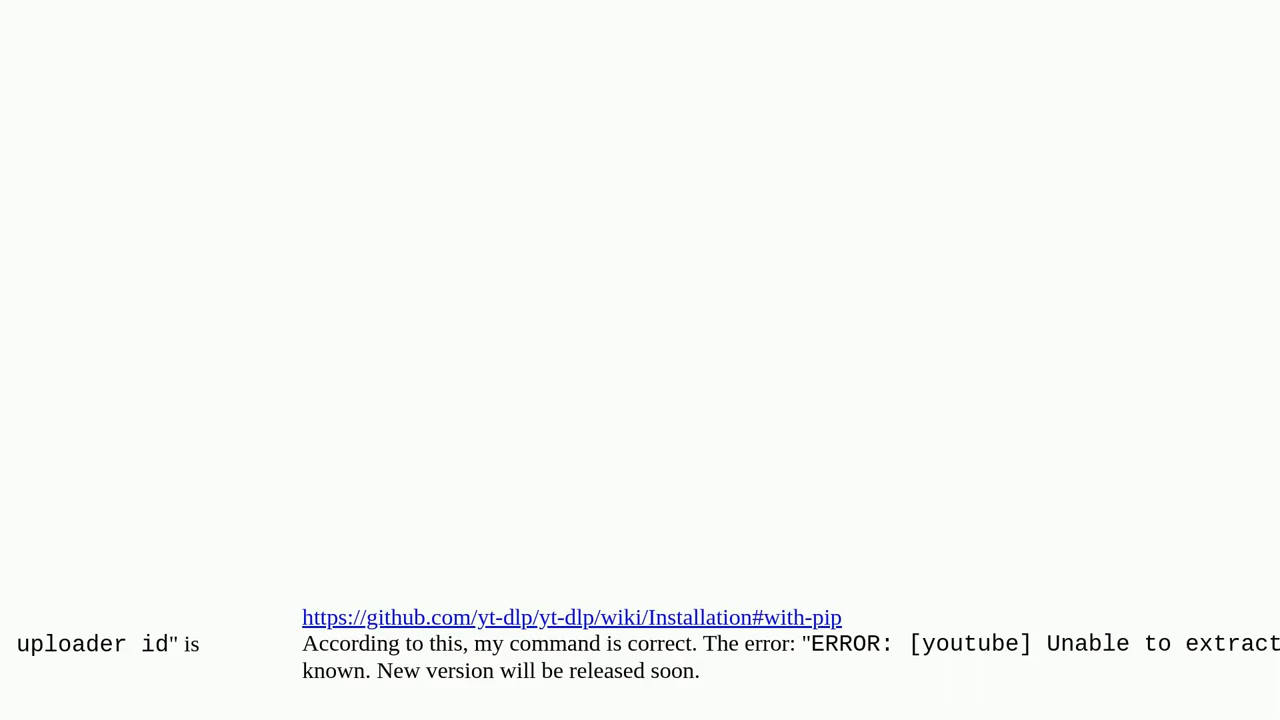 https://github.com/yt-dlp/yt-dlp/wiki/Installation#with-pip
According to this, my command is correct. The error: "ERROR: [youtube] Unable to extract
uploader id" is
known. New version will be released soon.